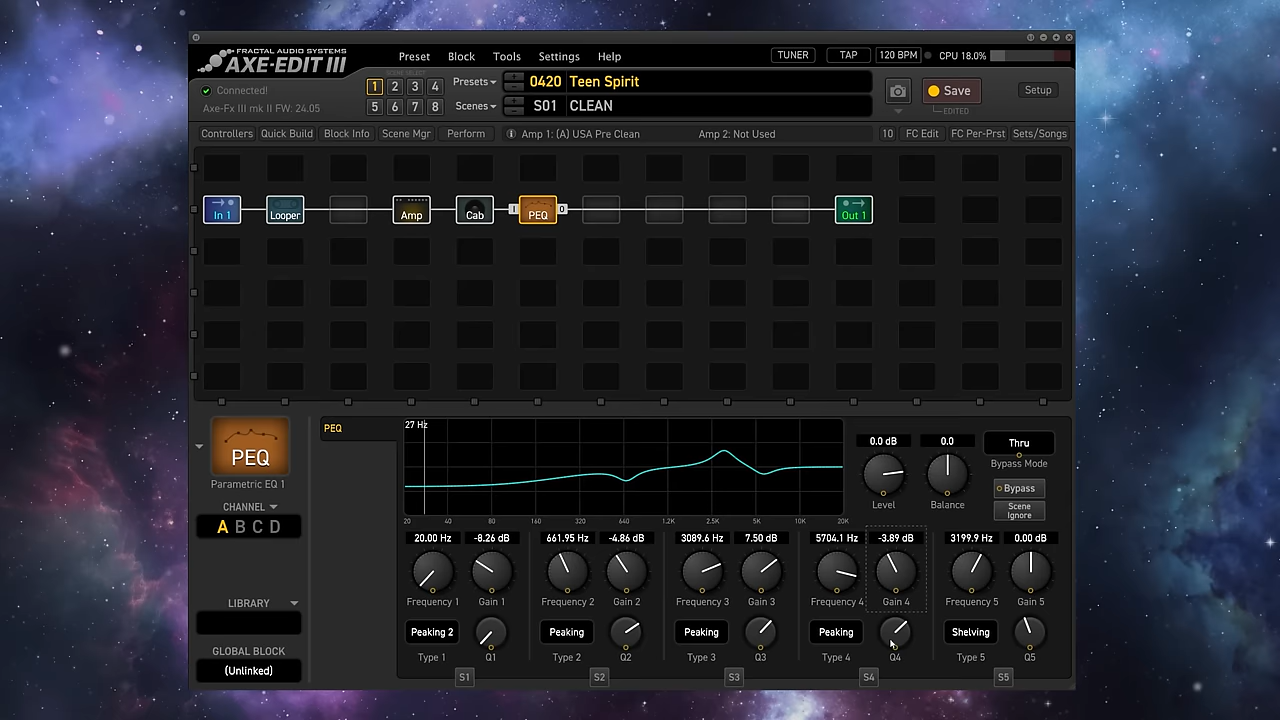 FRACTAL AUDIO SYSTEMS
AXE-EDIT III
Preset Block Tools Settings Help
TUNER TAP 120 BPM CPU 18.0%
Connected!
Axe-Fx III mk II FW: 24.05
SCENE SELECT
1 2 3 4
5 6 7 8
Presets 0420 Teen Spirit
Scenes S01 CLEAN
Save
EDITED
Setup
Controllers Quick Build Block Info Scene Mgr Perform Amp 1: (A) USA Pre Clean Amp 2: Not Used 10 FC Edit FC Per-Prst Sets/Songs
In 1 Looper Amp Cab I PEQ O Out 1
PEQ
Parametric EQ 1
CHANNEL
A B C D
LIBRARY
GLOBAL BLOCK
(Unlinked)
PEQ
27 Hz
20 40 80 160 320 640 1.2K 2.5K 5K 10K 20K
0.0 dB 0.0 Thru
Level Balance Bypass Mode
Bypass
Scene
Ignore
20.00 Hz -8.26 dB 661.95 Hz -4.86 dB 3089.6 Hz 7.50 dB 5704.1 Hz -3.89 dB 3199.9 Hz 0.00 dB
Frequency 1 Gain 1 Frequency 2 Gain 2 Frequency 3 Gain 3 Frequency 4 Gain 4 Frequency 5 Gain 5
Peaking 2 Peaking Peaking Peaking Shelving
Type 1 Q1 Type 2 Q2 Type 3 Q3 Type 4 Q4 Type 5 Q5
S1 S2 S3 S4 S5